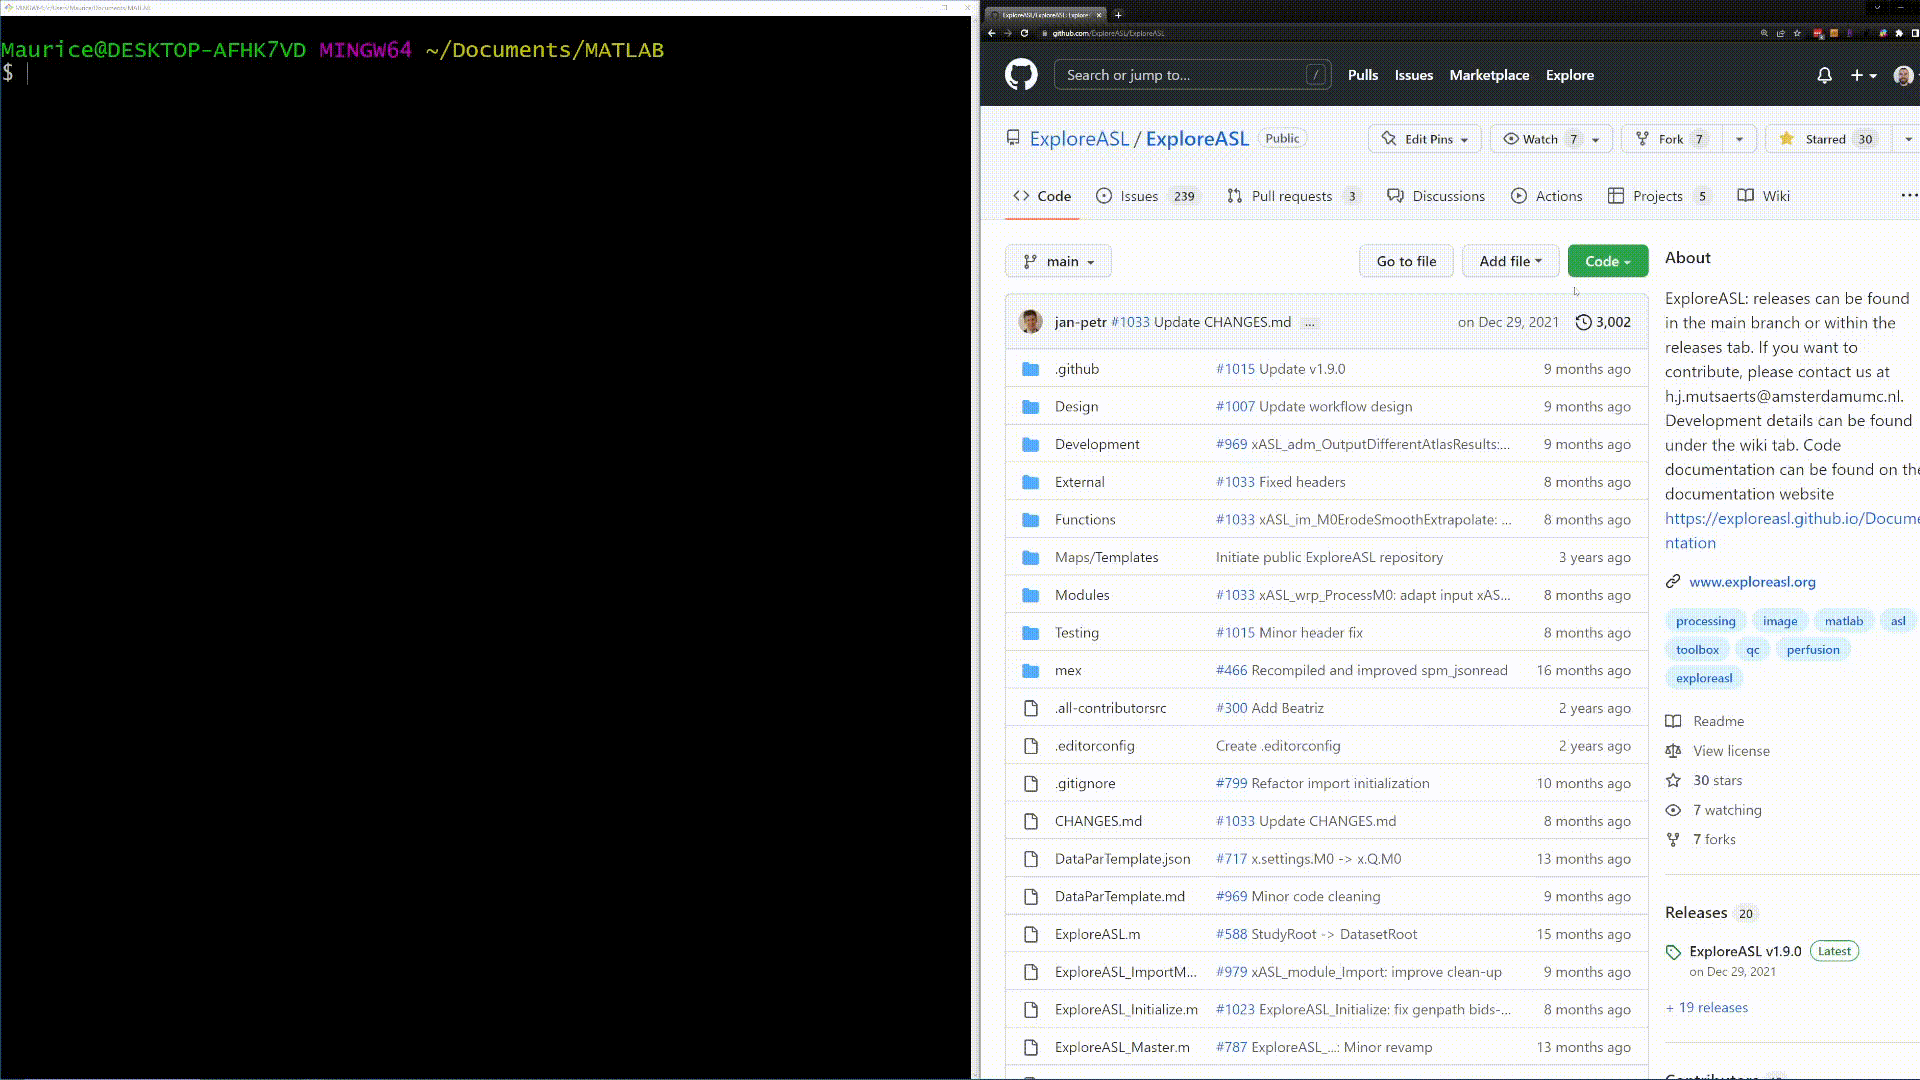 MINGW64:/c/Users/Maurice/Documents/MATLAB
Maurice@DESKTOP-AFHK7VD MINGW64 ~/Documents/MATLAB
$
ExploreASL/ExploreASL: Explore
github.com/ExploreASL/ExploreASL
Search or jump to... / Pulls Issues Marketplace Explore
ExploreASL / ExploreASL Public Edit Pins Watch 7 Fork 7 Starred 30
Code Issues 239 Pull requests 3 Discussions Actions Projects 5 Wiki
main Go to file Add file Code
jan-petr #1033 Update CHANGES.md ... on Dec 29, 2021 3,002
.github #1015 Update v1.9.0 9 months ago
Design #1007 Update workflow design 9 months ago
Development #969 xASL_adm_OutputDifferentAtlasResults:... 9 months ago
External #1033 Fixed headers 8 months ago
Functions #1033 xASL_im_M0ErodeSmoothExtrapolate: ... 8 months ago
Maps/Templates Initiate public ExploreASL repository 3 years ago
Modules #1033 xASL_wrp_ProcessM0: adapt input xAS... 8 months ago
Testing #1015 Minor header fix 8 months ago
mex #466 Recompiled and improved spm_jsonread 16 months ago
.all-contributorsrc #300 Add Beatriz 2 years ago
.editorconfig Create .editorconfig 2 years ago
.gitignore #799 Refactor import initialization 10 months ago
CHANGES.md #1033 Update CHANGES.md 8 months ago
DataParTemplate.json #717 x.settings.M0 -> x.Q.M0 13 months ago
DataParTemplate.md #969 Minor code cleaning 9 months ago
ExploreASL.m #588 StudyRoot -> DatasetRoot 15 months ago
ExploreASL_ImportM... #979 xASL_module_Import: improve clean-up 9 months ago
ExploreASL_Initialize.m #1023 ExploreASL_Initialize: fix genpath bids-... 8 months ago
ExploreASL_Master.m #787 ExploreASL_...: Minor revamp 13 months ago
About
ExploreASL: releases can be found
in the main branch or within the
releases tab. If you want to
contribute, please contact us at
h.j.mutsaerts@amsterdamumc.nl.
Development details can be found
under the wiki tab. Code
documentation can be found on the
documentation website
https://exploreasl.github.io/Docume
ntation
www.exploreasl.org
processing image matlab asl
toolbox qc perfusion
exploreasl
Readme
View license
30 stars
7 watching
7 forks
Releases 20
ExploreASL v1.9.0 Latest
on Dec 29, 2021
+ 19 releases